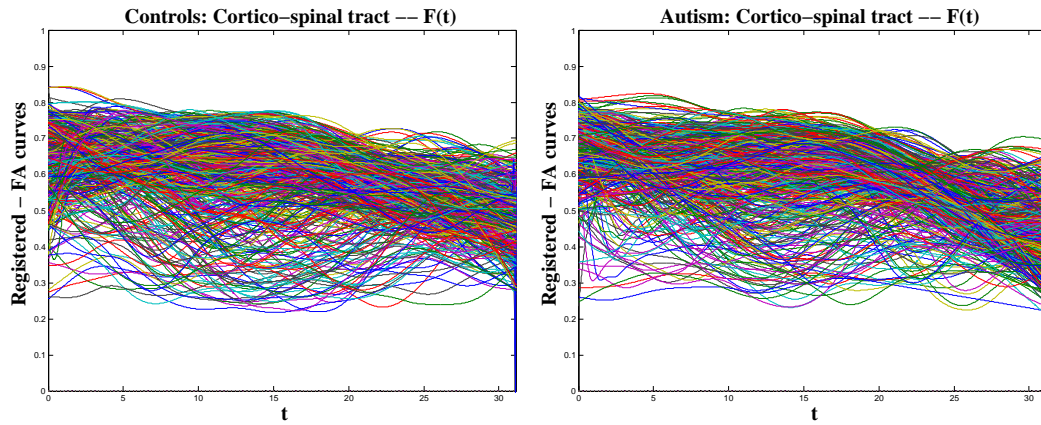 Controls: Cortico-spinal tract -- F(t)
Registered - FA curves
1
0.9
0.8
0.7
0.6
0.5
0.4
0.3
0.2
0.1
0
0 5 10 15 20 25 30
t
Autism: Cortico-spinal tract -- F(t)
Registered - FA curves
1
0.9
0.8
0.7
0.6
0.5
0.4
0.3
0.2
0.1
0
0 5 10 15 20 25 30
t